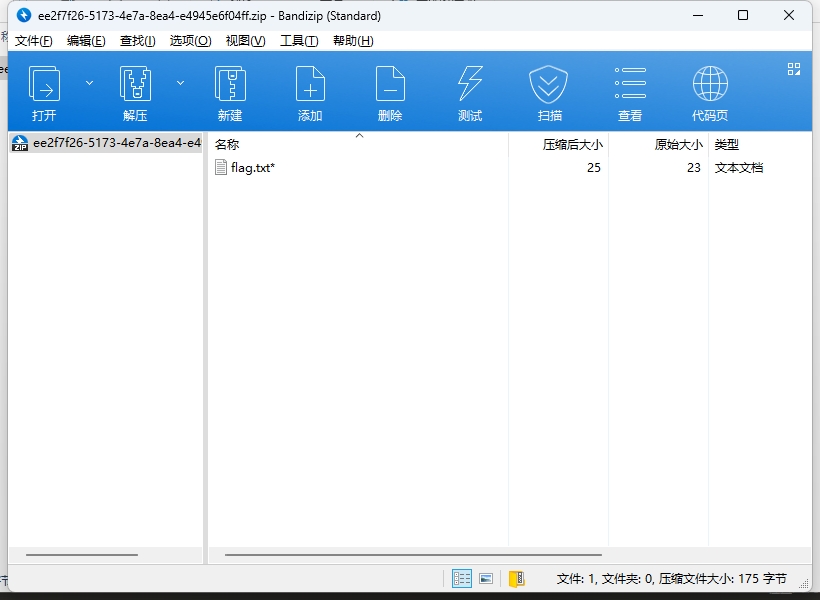 ee2f7f26-5173-4e7a-8ea4-e4945e6f04ff.zip - Bandizip (Standard)
文件(F) 编辑(E) 查找(I) 选项(O) 视图(V) 工具(T) 帮助(H)
打开 解压 新建 添加 删除 测试 扫描 查看 代码页
ee2f7f26-5173-4e7a-8ea4-e49
名称 压缩后大小 原始大小 类型
flag.txt* 25 23 文本文档
文件: 1, 文件夹: 0, 压缩文件大小: 175 字节